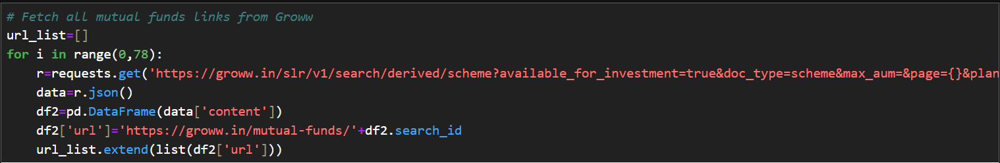 # Fetch all mutual funds links from Groww
url_list=[]
for i in range(0,78):
    r=requests.get('https://groww.in/slr/v1/search/derived/scheme?available_for_investment=true&doc_type=scheme&max_aum=&page={}&plan
    data=r.json()
    df2=pd.DataFrame(data['content'])
    df2['url']='https://groww.in/mutual-funds/'+df2.search_id
    url_list.extend(list(df2['url']))